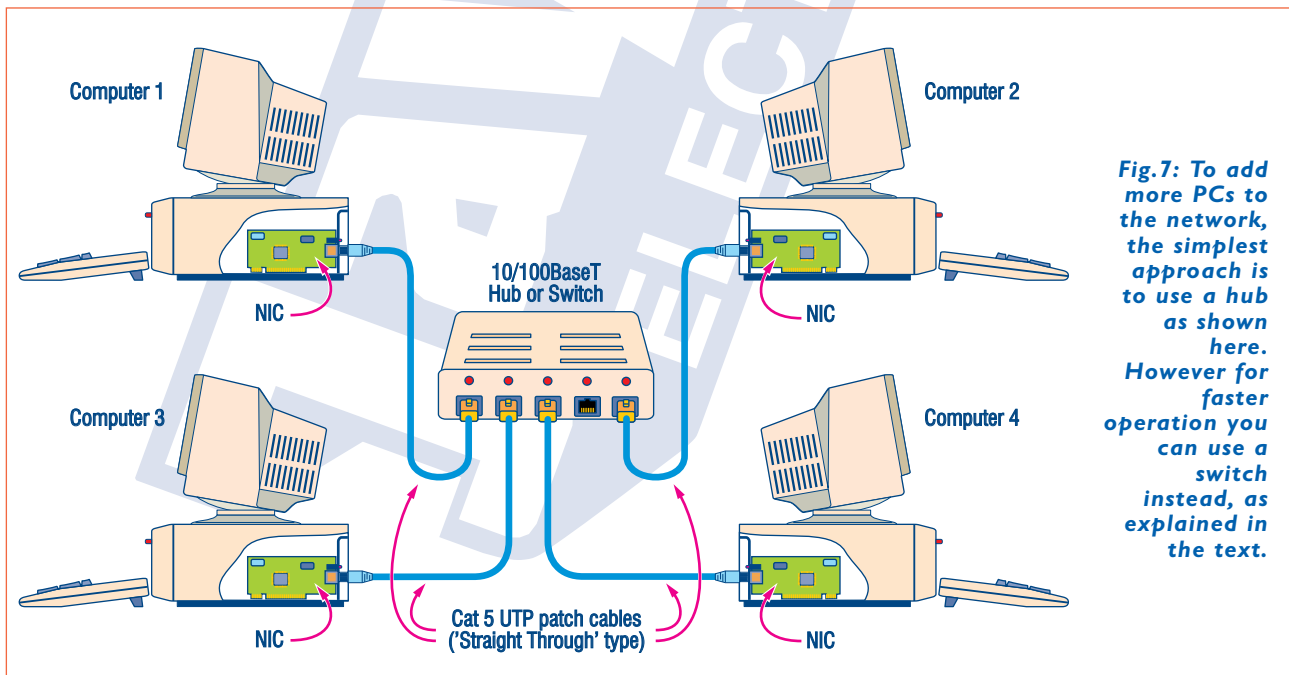 Computer 1
Computer 2
10/100BaseT
Hub or Switch
NIC
NIC
Computer 3
Computer 4
Cat 5 UTP patch cables
('Straight Through' type)
NIC
NIC
Fig.7: To add
more PCs to
the network,
the simplest
approach is
to use a hub
as shown
here.
However for
faster
operation you
can use a
switch
instead, as
explained in
the text.
ELEC